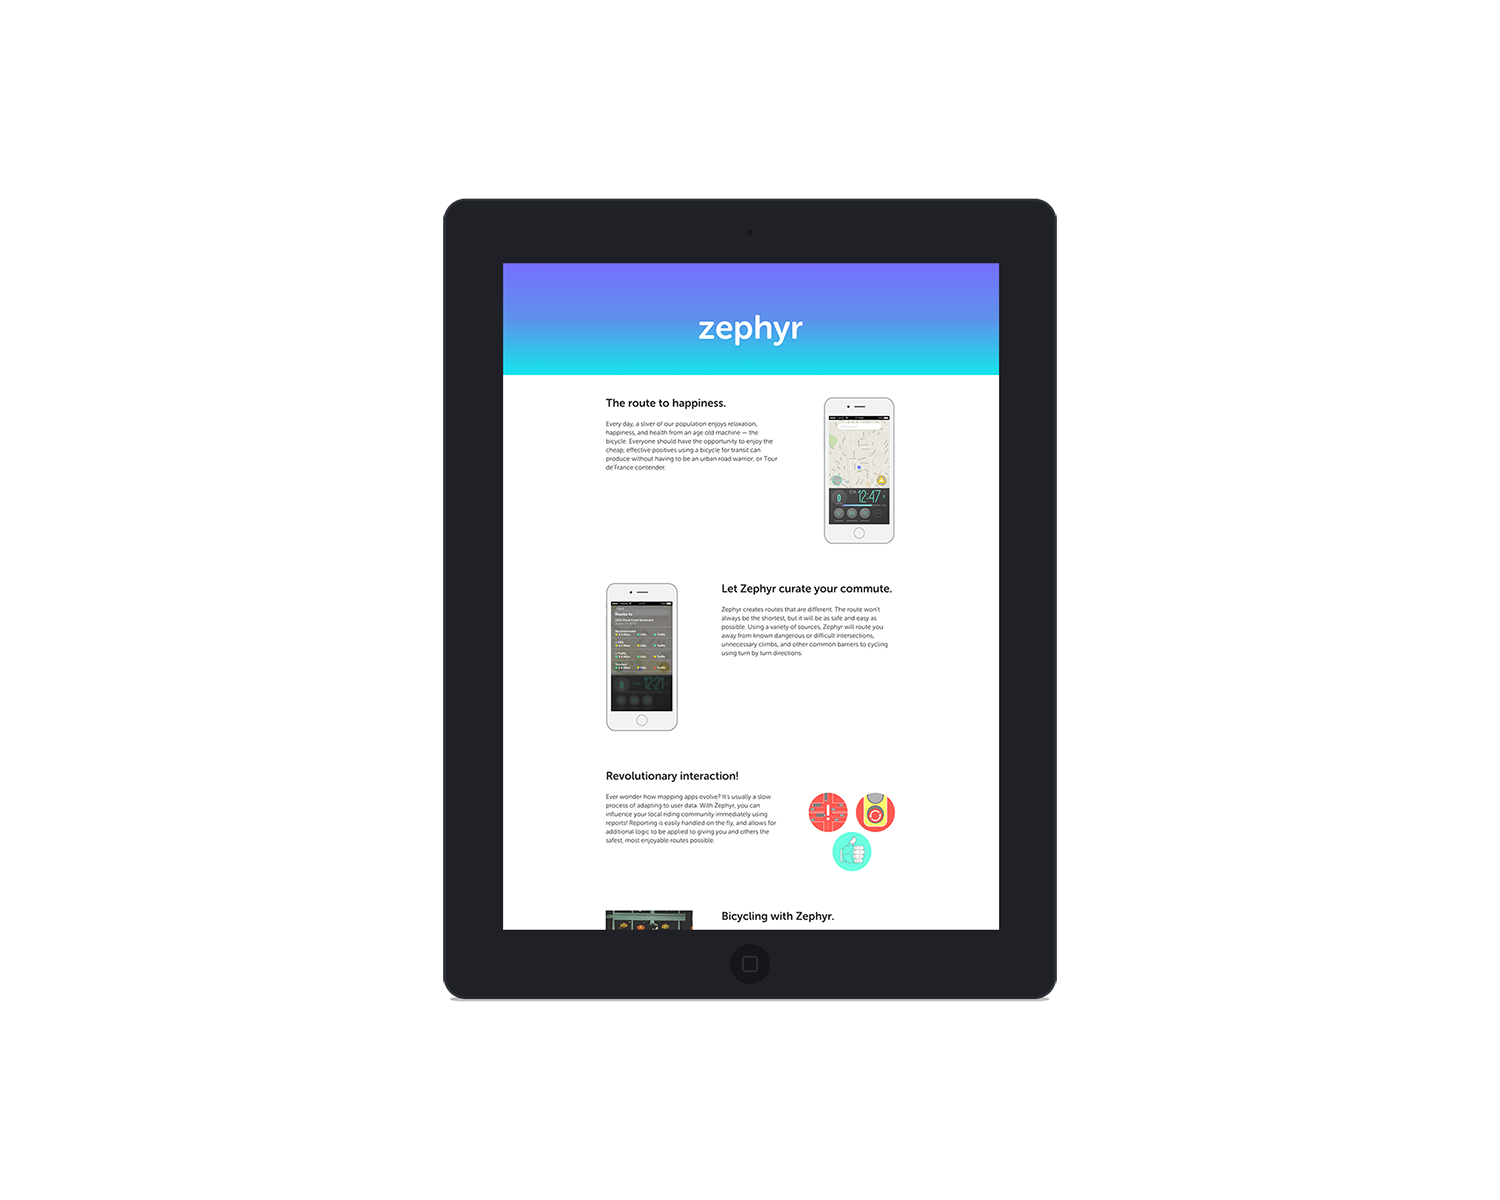 zephyr
The route to happiness.
Every day, a sliver of our population enjoys relaxation,
happiness, and health from an age old machine — the
bicycle. Everyone should have the opportunity to enjoy the
cheap, effective positives using a bicycle for transit can
produce without having to be an urban road warrior, or Tour
de'France contender.
12:47
Let Zephyr curate your commute.
Zephyr creates routes that are different. The route won't
always be the shortest, but it will be as safe and easy as
possible. Using a variety of sources, Zephyr will route you
away from known dangerous or difficult intersections,
unnecessary climbs, and other common barriers to cycling
using turn by turn directions.
Routes to
Recommended
Hills
Traffic
12:21
Revolutionary interaction!
Ever wonder how mapping apps evolve? It's usually a slow
process of adapting to user data. With Zephyr, you can
influence your local riding community immediately using
reports! Reporting is easily handled on the fly, and allows for
additional logic to be applied to giving you and others the
safest, most enjoyable routes possible.
Bicycling with Zephyr.